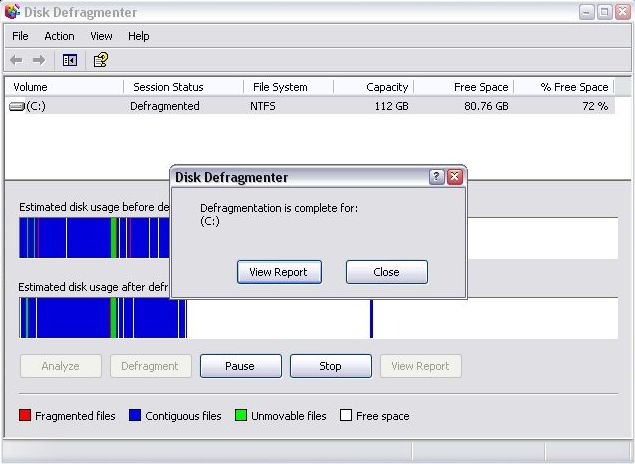 Disk Defragmenter
File Action View Help
Volume Session Status File System Capacity Free Space % Free Space
(C:) Defragmented NTFS 112 GB 80.76 GB 72 %
Disk Defragmenter
Defragmentation is complete for:
(C:)
View Report Close
Estimated disk usage before de
Estimated disk usage after defr
Analyze Defragment Pause Stop View Report
Fragmented files Contiguous files Unmovable files Free space